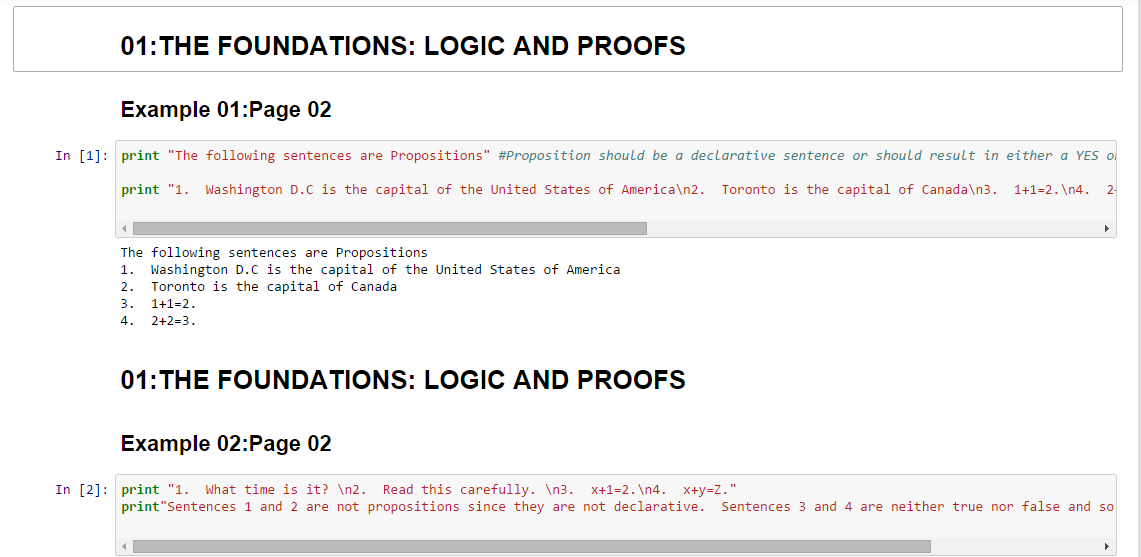 01:THE FOUNDATIONS: LOGIC AND PROOFS
Example 01:Page 02
In [1]: print "The following sentences are Propositions" #Proposition should be a declarative sentence or should result in either a YES
print "1.  Washington D.C is the capital of the United States of America\n2.  Toronto is the capital of Canada\n3.  1+1=2.\n4.  2
The following sentences are Propositions
1.  Washington D.C is the capital of the United States of America
2.  Toronto is the capital of Canada
3.  1+1=2.
4.  2+2=3.
01:THE FOUNDATIONS: LOGIC AND PROOFS
Example 02:Page 02
In [2]: print "1.  What time is it? \n2.  Read this carefully. \n3.  x+1=2.\n4.  x+y=Z."
print"Sentences 1 and 2 are not propositions since they are not declarative.  Sentences 3 and 4 are neither true nor false and so